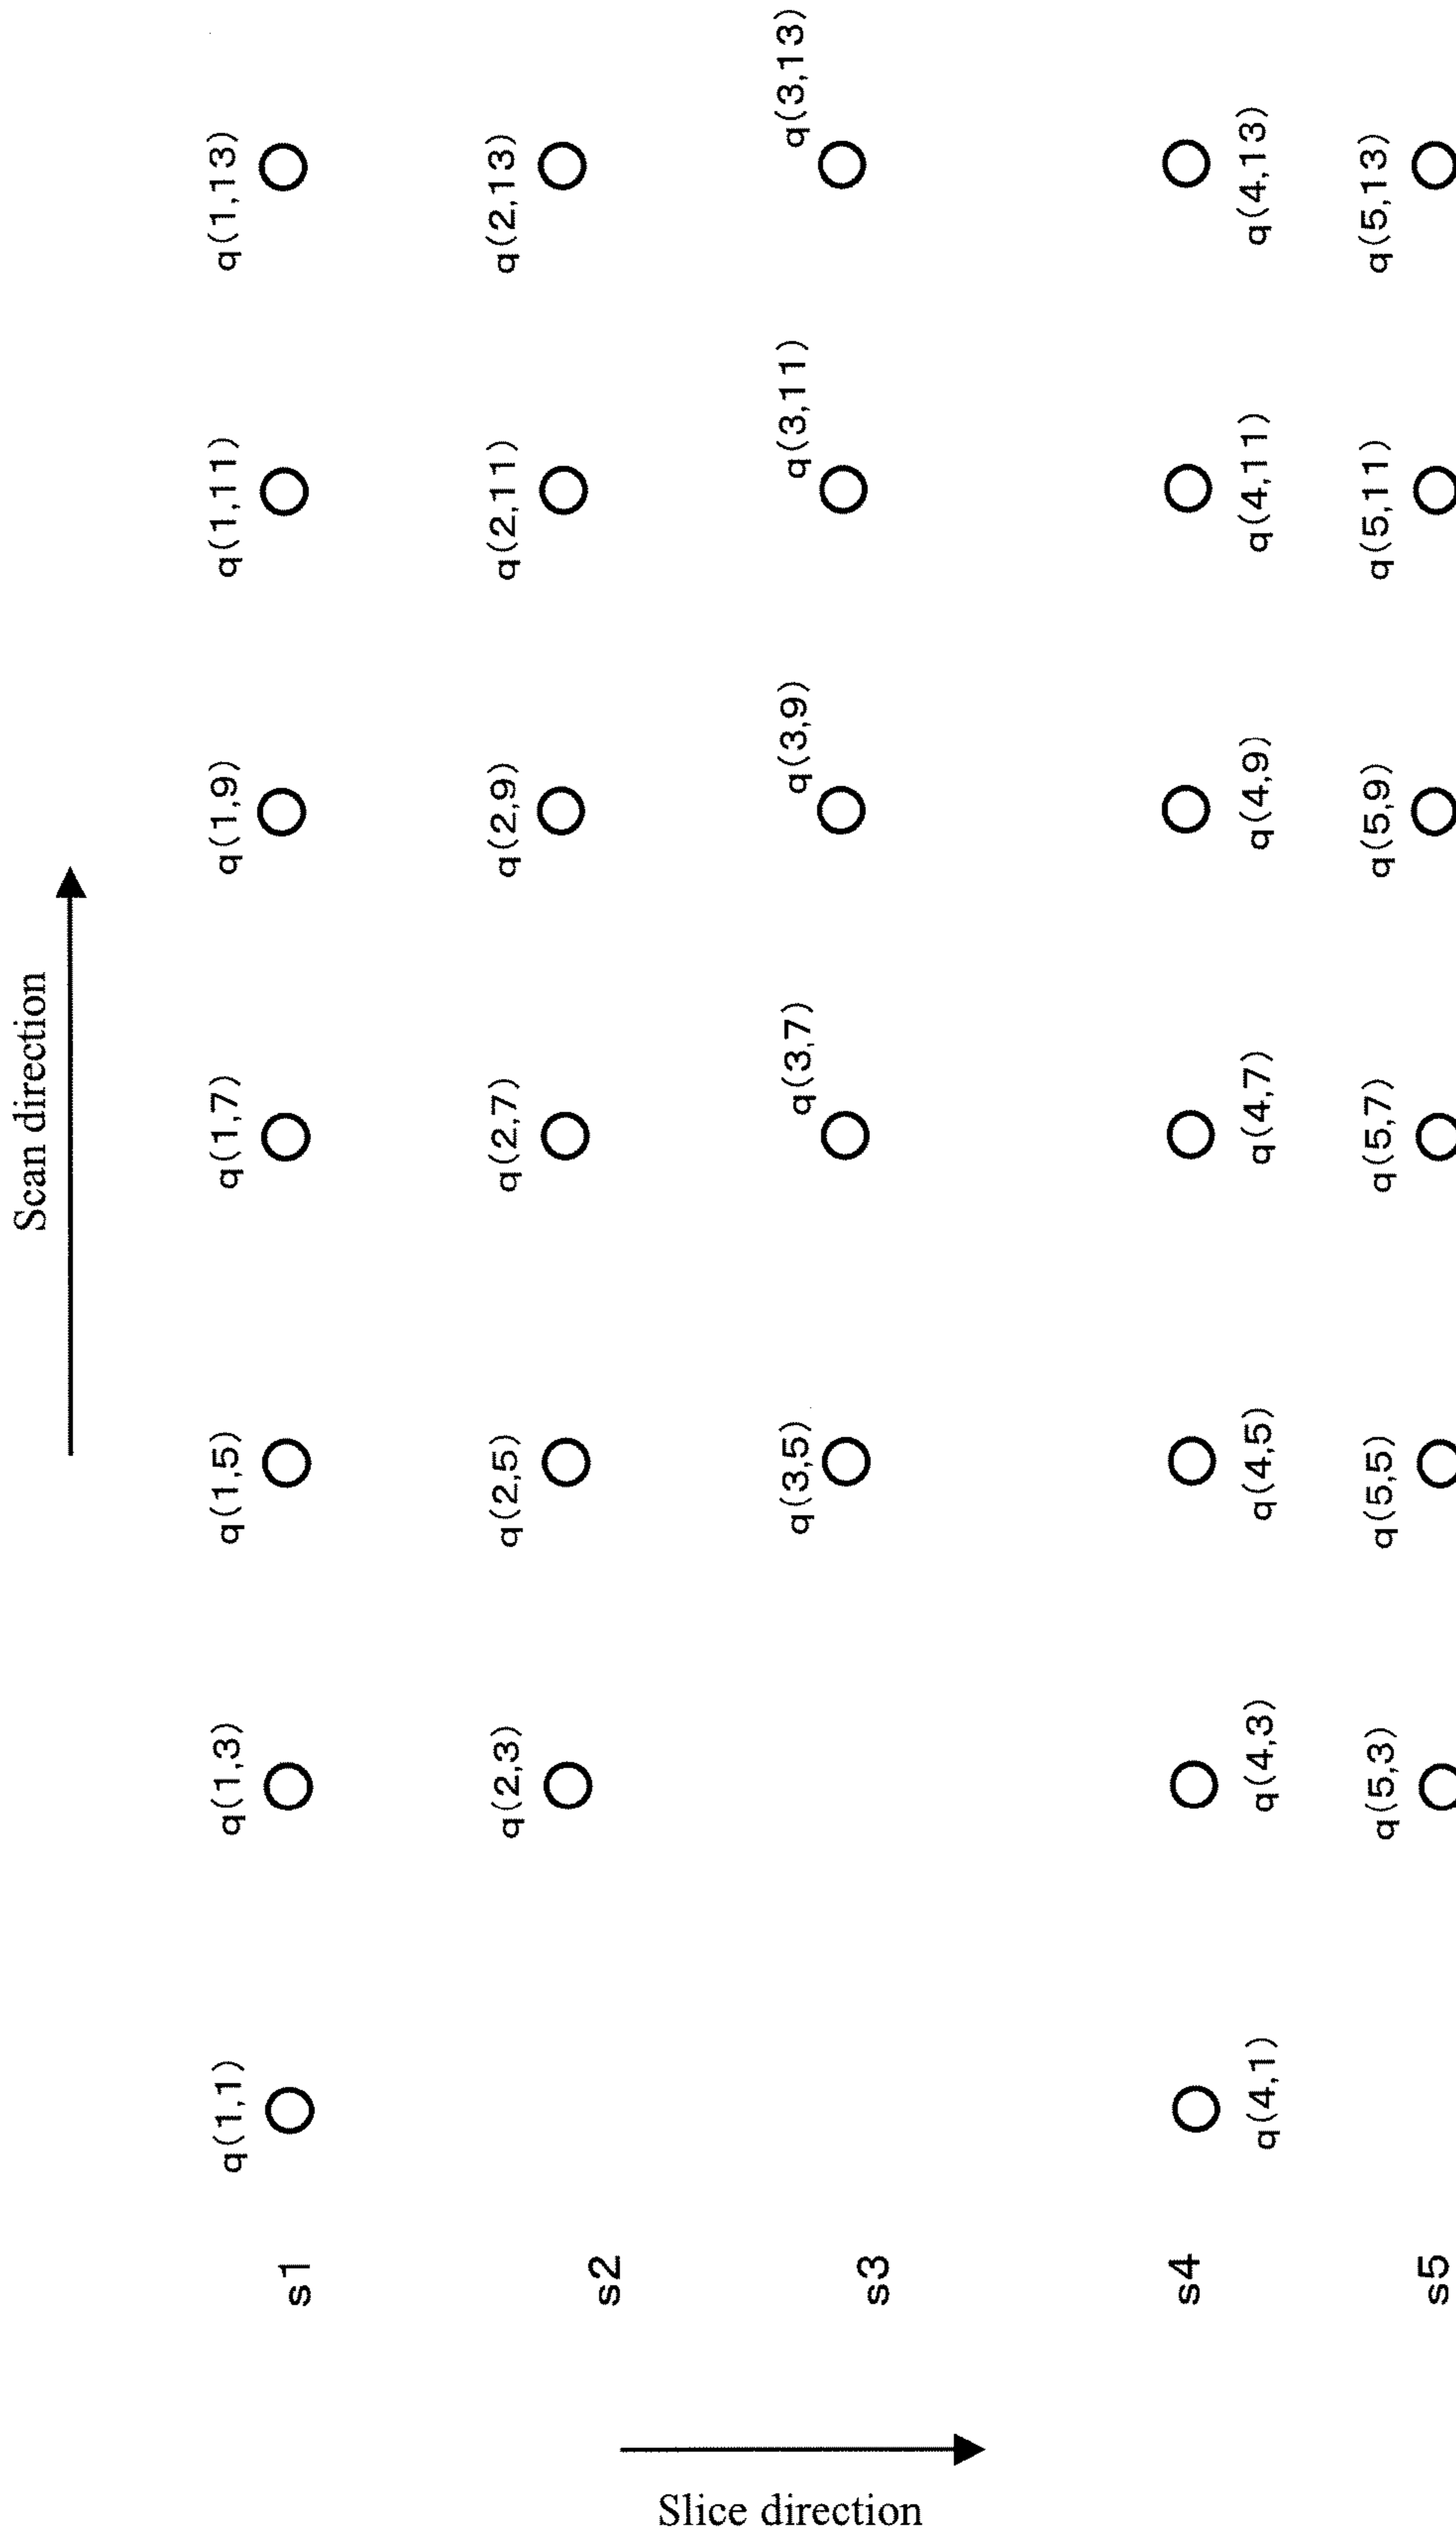 Scan direction
Slice direction
s1
q(1,1)
q(1,3)
q(1,5)
q(1,7)
q(1,9)
q(1,11)
q(1,13)
s2
q(2,3)
q(2,5)
q(2,7)
q(2,9)
q(2,11)
q(2,13)
s3
q(3,5)
q(3,7)
q(3,9)
q(3,11)
q(3,13)
s4
q(4,1)
q(4,3)
q(4,5)
q(4,7)
q(4,9)
q(4,11)
q(4,13)
s5
q(5,3)
q(5,5)
q(5,7)
q(5,9)
q(5,11)
q(5,13)